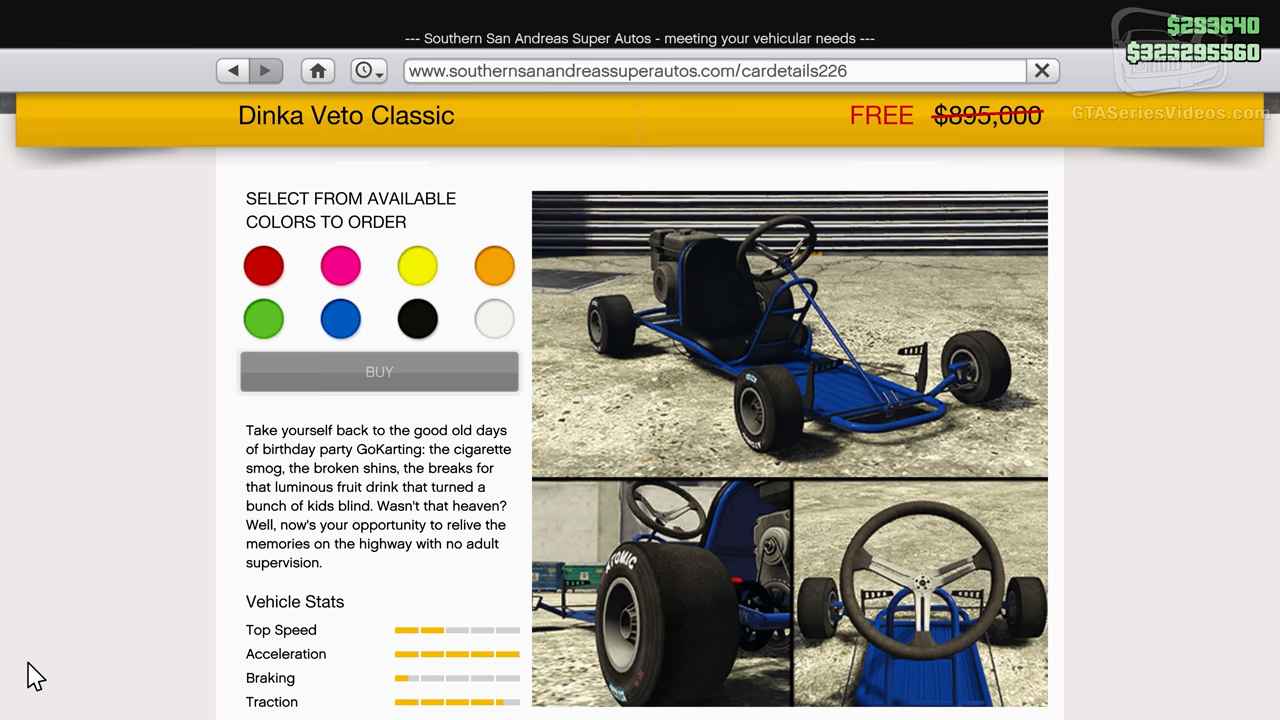 --- Southern San Andreas Super Autos - meeting your vehicular needs ---
$293640
$325295560
www.southernsanandreassuperautos.com/cardetails226
Dinka Veto Classic
FREE $895,000
GTASeriesVideos.com
SELECT FROM AVAILABLE
COLORS TO ORDER
BUY
Take yourself back to the good old days
of birthday party GoKarting: the cigarette
smog, the broken shins, the breaks for
that luminous fruit drink that turned a
bunch of kids blind. Wasn't that heaven?
Well, now's your opportunity to relive the
memories on the highway with no adult
supervision.
Vehicle Stats
Top Speed
Acceleration
Braking
Traction
ATOMIC